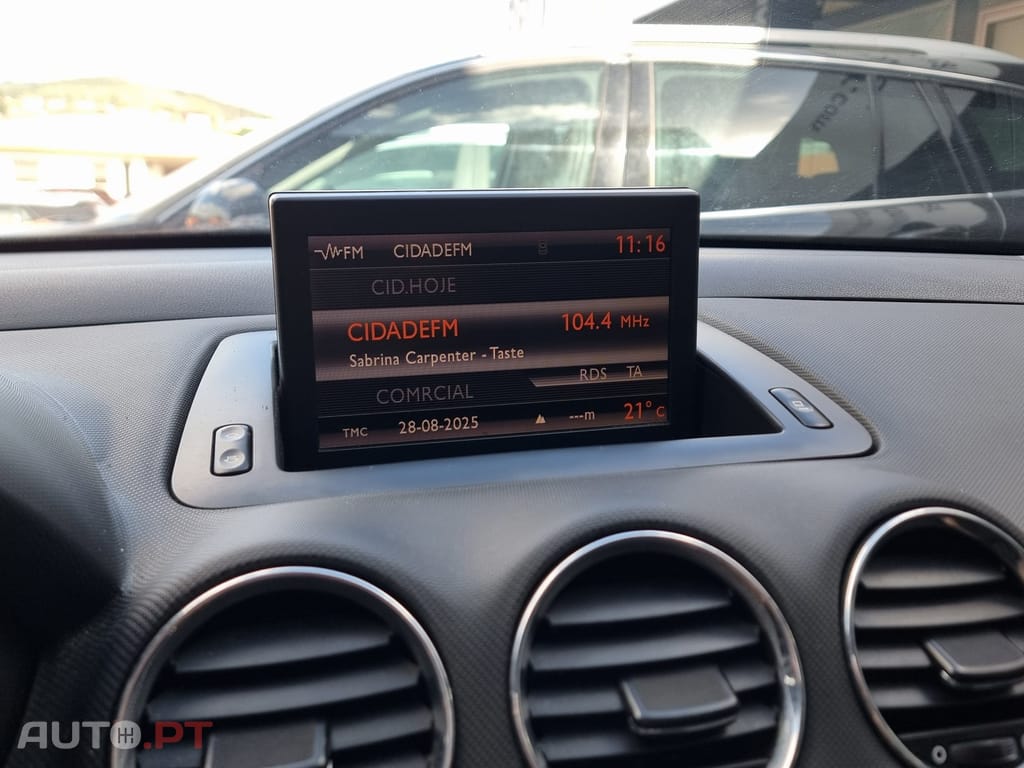 FM CIDADEFM 11:16
CID.HOJE
CIDADEFM 104.4 MHz
Sabrina Carpenter - Taste
RDS TA
COMRCIAL
TMC 28-08-2025 ---m 21° C
.com
AUTO.PT